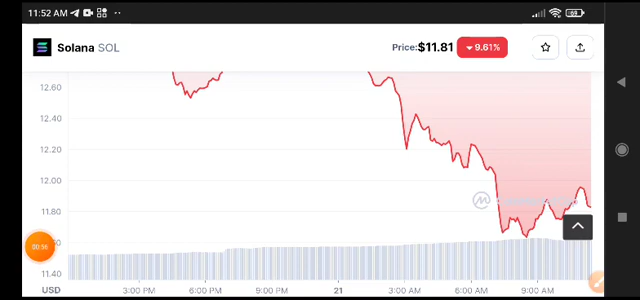 11:52 AM
69
Solana SOL
Price: $11.81 9.61%
12.60
12.40
12.20
12.00
11.80
11.40
00:56
USD
3:00 PM 6:00 PM 9:00 PM 21 3:00 AM 6:00 AM 9:00 AM